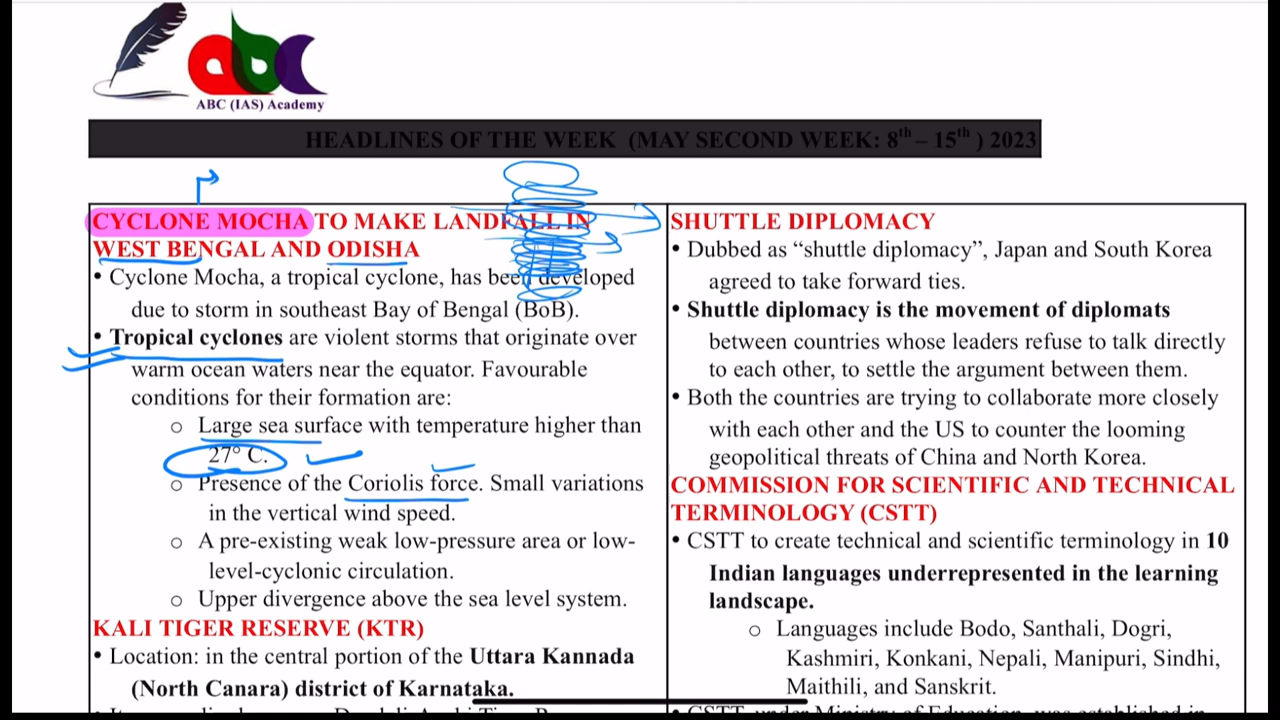 abc
ABC (IAS) Academy
HEADLINES OF THE WEEK (MAY SECOND WEEK: 8th – 15th ) 2023
CYCLONE MOCHA TO MAKE LANDFALL IN
WEST BENGAL AND ODISHA
• Cyclone Mocha, a tropical cyclone, has been developed
due to storm in southeast Bay of Bengal (BoB).
• Tropical cyclones are violent storms that originate over
warm ocean waters near the equator. Favourable
conditions for their formation are:
o Large sea surface with temperature higher than
27° C.
o Presence of the Coriolis force. Small variations
in the vertical wind speed.
o A pre-existing weak low-pressure area or low-
level-cyclonic circulation.
o Upper divergence above the sea level system.
KALI TIGER RESERVE (KTR)
• Location: in the central portion of the Uttara Kannada
(North Canara) district of Karnataka.
SHUTTLE DIPLOMACY
• Dubbed as “shuttle diplomacy”, Japan and South Korea
agreed to take forward ties.
• Shuttle diplomacy is the movement of diplomats
between countries whose leaders refuse to talk directly
to each other, to settle the argument between them.
• Both the countries are trying to collaborate more closely
with each other and the US to counter the looming
geopolitical threats of China and North Korea.
COMMISSION FOR SCIENTIFIC AND TECHNICAL
TERMINOLOGY (CSTT)
• CSTT to create technical and scientific terminology in 10
Indian languages underrepresented in the learning
landscape.
o Languages include Bodo, Santhali, Dogri,
Kashmiri, Konkani, Nepali, Manipuri, Sindhi,
Maithili, and Sanskrit.
• CSTT, under Ministry of Education, was established in